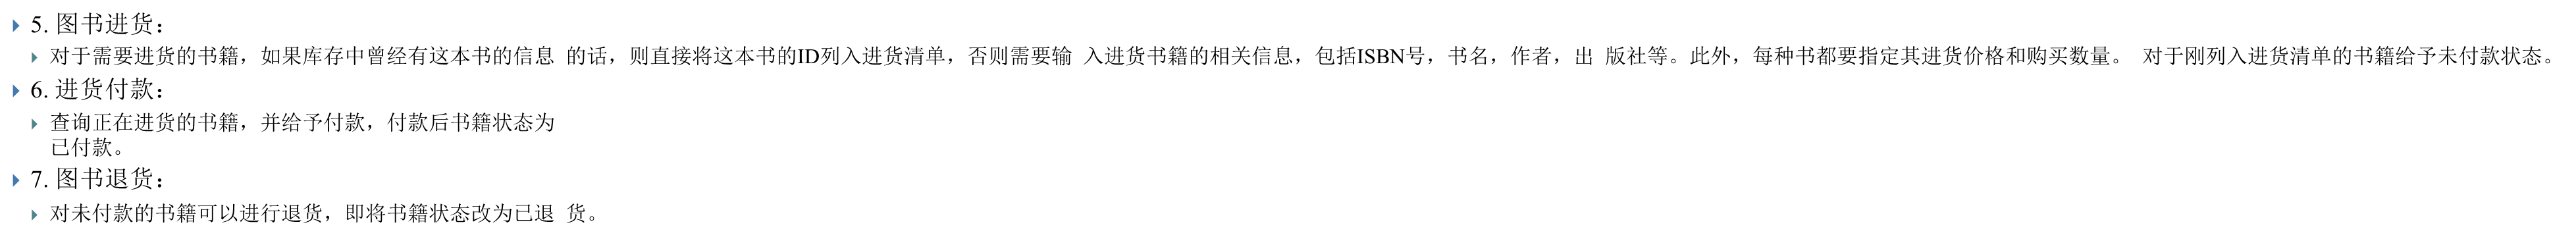 5. 图书进货：
对于需要进货的书籍，如果库存中曾经有这本书的信息 的话，则直接将这本书的ID列入进货清单，否则需要输 入进货书籍的相关信息，包括ISBN号，书名，作者，出 版社等。此外，每种书都要指定其进货价格和购买数量。 对于刚列入进货清单的书籍给予未付款状态。
6. 进货付款：
查询正在进货的书籍，并给予付款，付款后书籍状态为
已付款。
7. 图书退货：
对未付款的书籍可以进行退货，即将书籍状态改为已退 货。